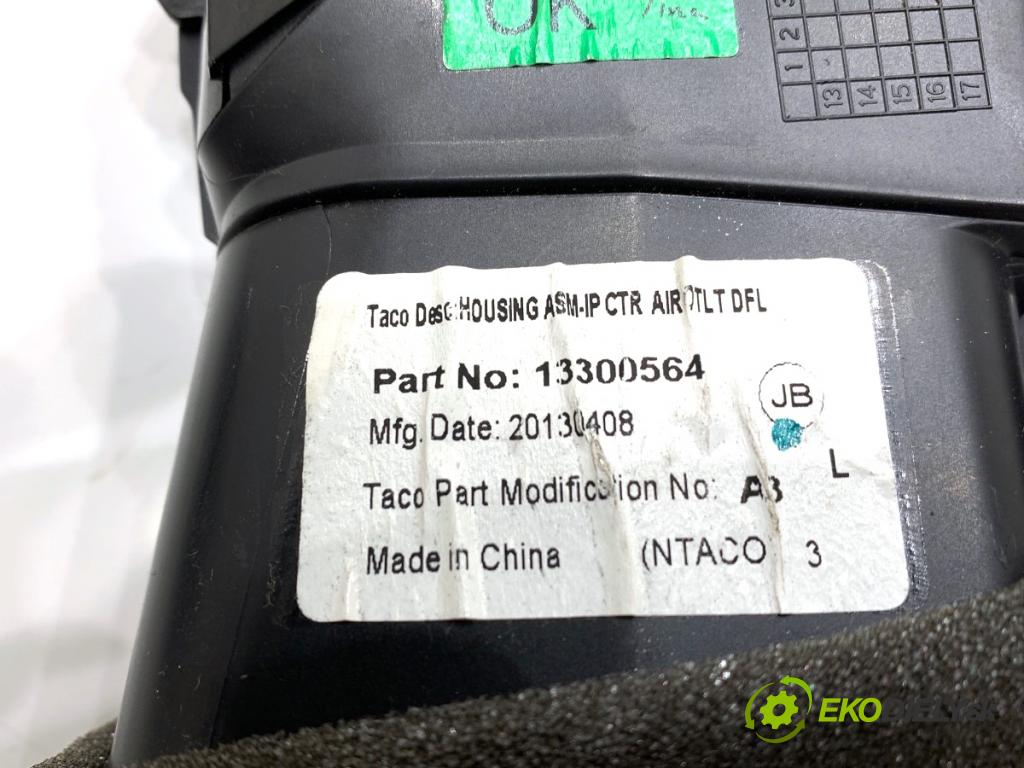 OK
1 2 3
13 14 15 16 17
Taco Desc:HOUSING ASM-IP CTR AIR OTLT DFL
Part No: 13300564
JB
Mfg. Date: 20130408
L
Taco Part Modification No: A3
Made in China (NTACO 3
EKO